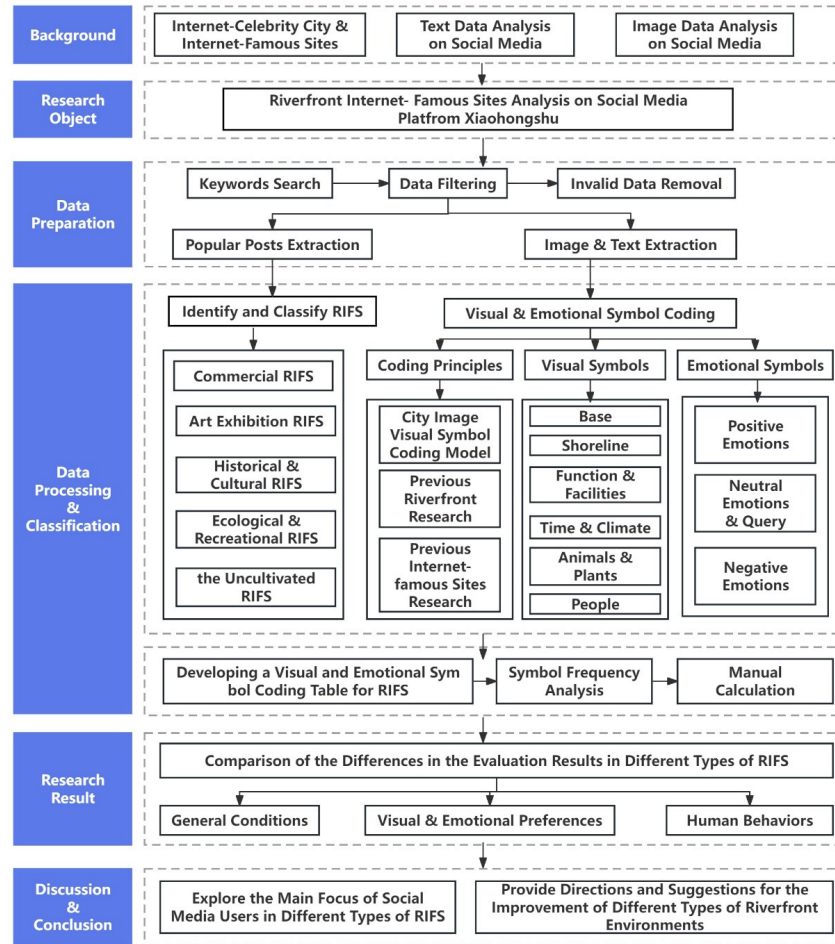 Background
Internet-Celebrity City &
Internet-Famous Sites
Text Data Analysis
on Social Media
Image Data Analysis
on Social Media
Research
Object
Riverfront Internet- Famous Sites Analysis on Social Media
Platfrom Xiaohongshu
Data
Preparation
Keywords Search
Data Filtering
Invalid Data Removal
Popular Posts Extraction
Image & Text Extraction
Data
Processing
&
Classification
Identify and Classify RIFS
Commercial RIFS
Art Exhibition RIFS
Historical &
Cultural RIFS
Ecological &
Recreational RIFS
the Uncultivated
RIFS
Visual & Emotional Symbol Coding
Coding Principles
City Image
Visual Symbol
Coding Model
Previous
Riverfront
Research
Previous
Internet-
famous Sites
Research
Visual Symbols
Base
Shoreline
Function &
Facilities
Time & Climate
Animals &
Plants
People
Emotional Symbols
Positive
Emotions
Neutral
Emotions
& Query
Negative
Emotions
Developing a Visual and Emotional Sym
bol Coding Table for RIFS
Symbol Frequency
Analysis
Manual
Calculation
Research
Result
Comparison of the Differences in the Evaluation Results in Different Types of RIFS
General Conditions
Visual & Emotional Preferences
Human Behaviors
Discussion
&
Conclusion
Explore the Main Focus of Social
Media Users in Different Types of RIFS
Provide Directions and Suggestions for the
Improvement of Different Types of Riverfront
Environments